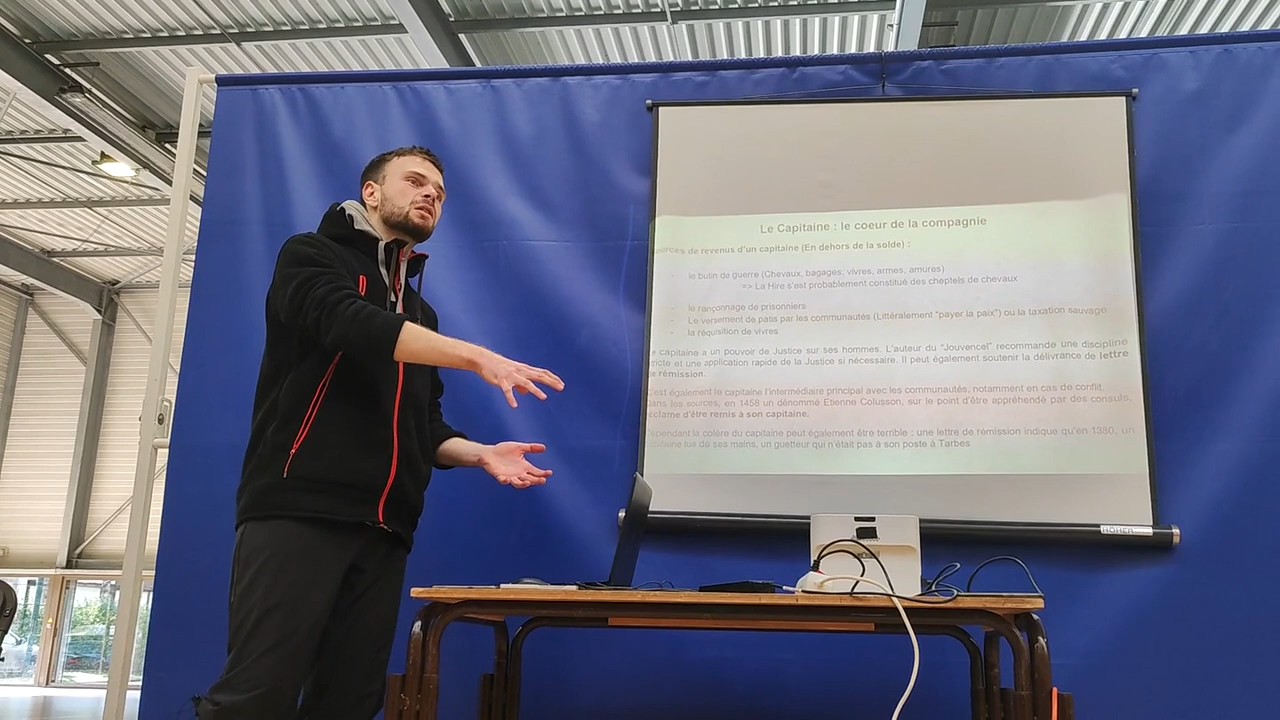 Le Capitaine : le coeur de la compagnie
ources de revenus d'un capitaine (En dehors de la solde) :
- le butin de guerre (Chevaux, bagages, vivres, armes, amures)
=> La Hire s'est probablement constitué des cheptels de chevaux
- le rançonnage de prisonniers
- Le versement de patis par les communautés (Littéralement "payer la paix") ou la taxation sauvage
- la réquisition de vivres
e capitaine a un pouvoir de Justice sur ses hommes. L'auteur du "Jouvencel" recommande une discipline
ricte et une application rapide de la Justice si nécessaire. Il peut également soutenir la délivrance de lettre
e rémission.
C'est également le capitaine l'intermédiaire principal avec les communautés, notamment en cas de conflit.
Dans les sources, en 1458 un dénommé Etienne Colusson, sur le point d'être appréhendé par des consuls,
éclame d'être remis à son capitaine.
ependant la colère du capitaine peut également être terrible : une lettre de rémission indique qu'en 1380, un
pitaine tue de ses mains, un guetteur qui n'était pas à son poste à Tarbes
HÖHER